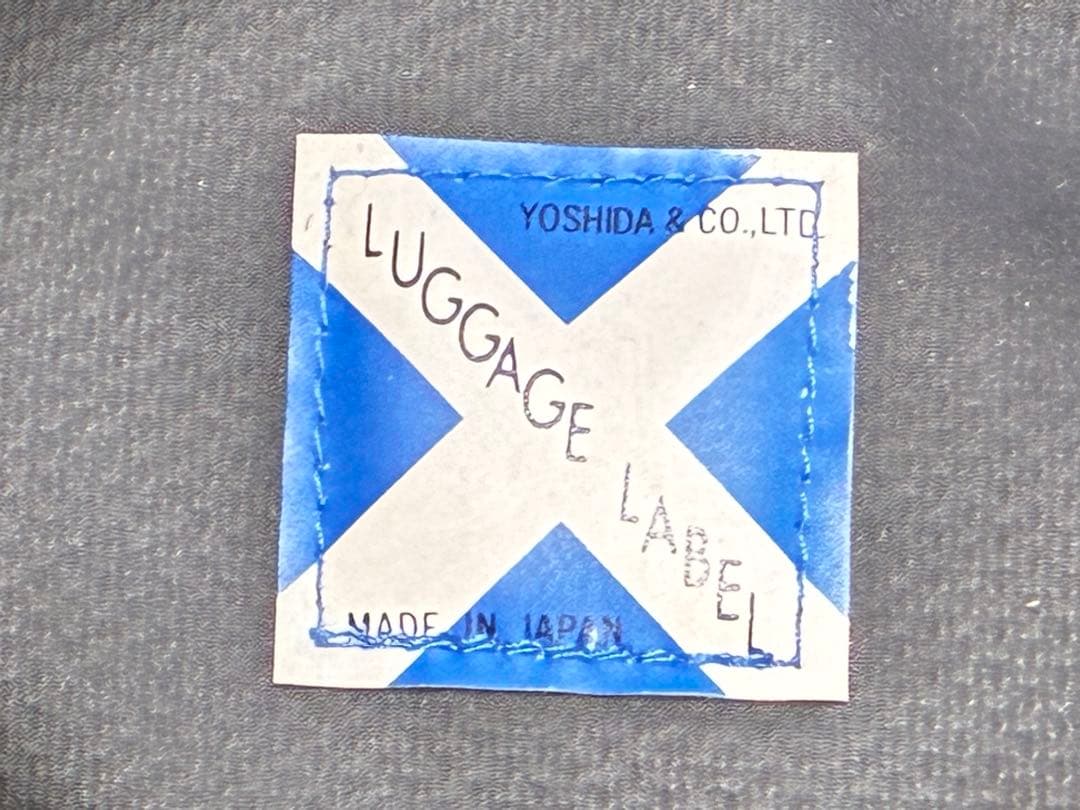 YOSHIDA & CO.,LTD.
LUGGAGE LABEL
MADE IN JAPAN